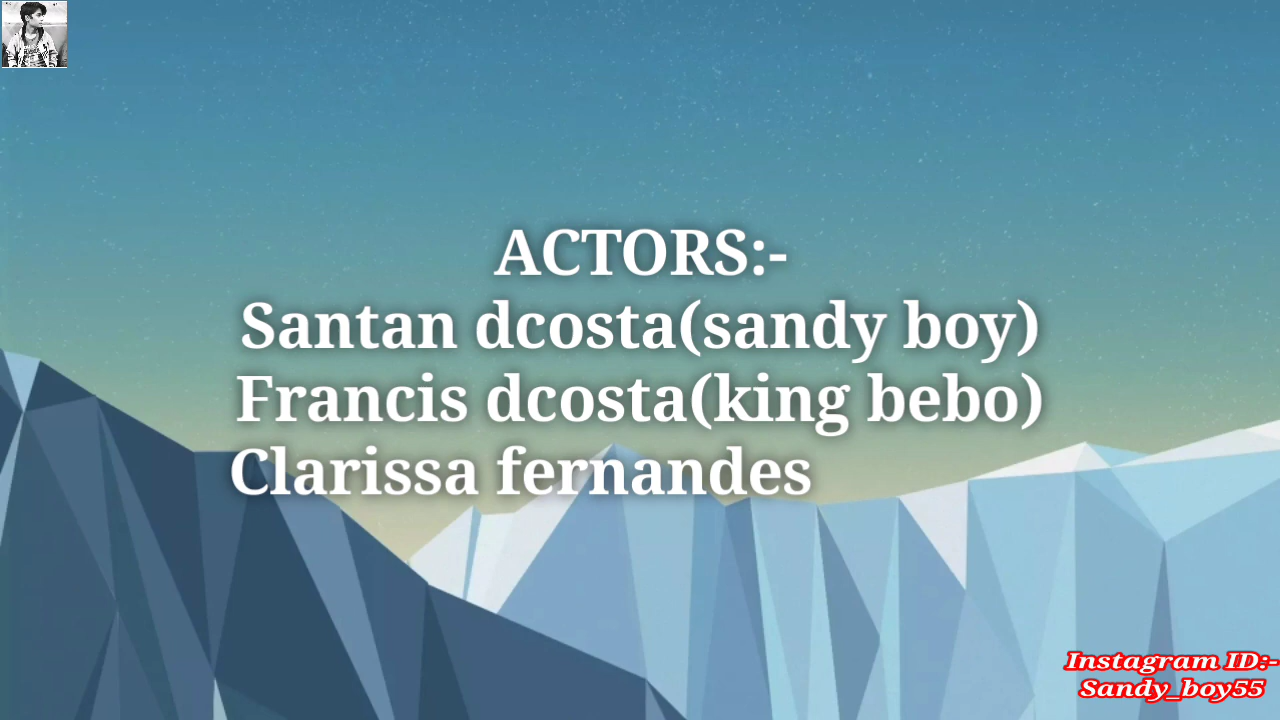 ACTORS:-
Santan dcosta(sandy boy)
Francis dcosta(king bebo)
Clarissa fernandes
Instagram ID:-
Sandy_boy55